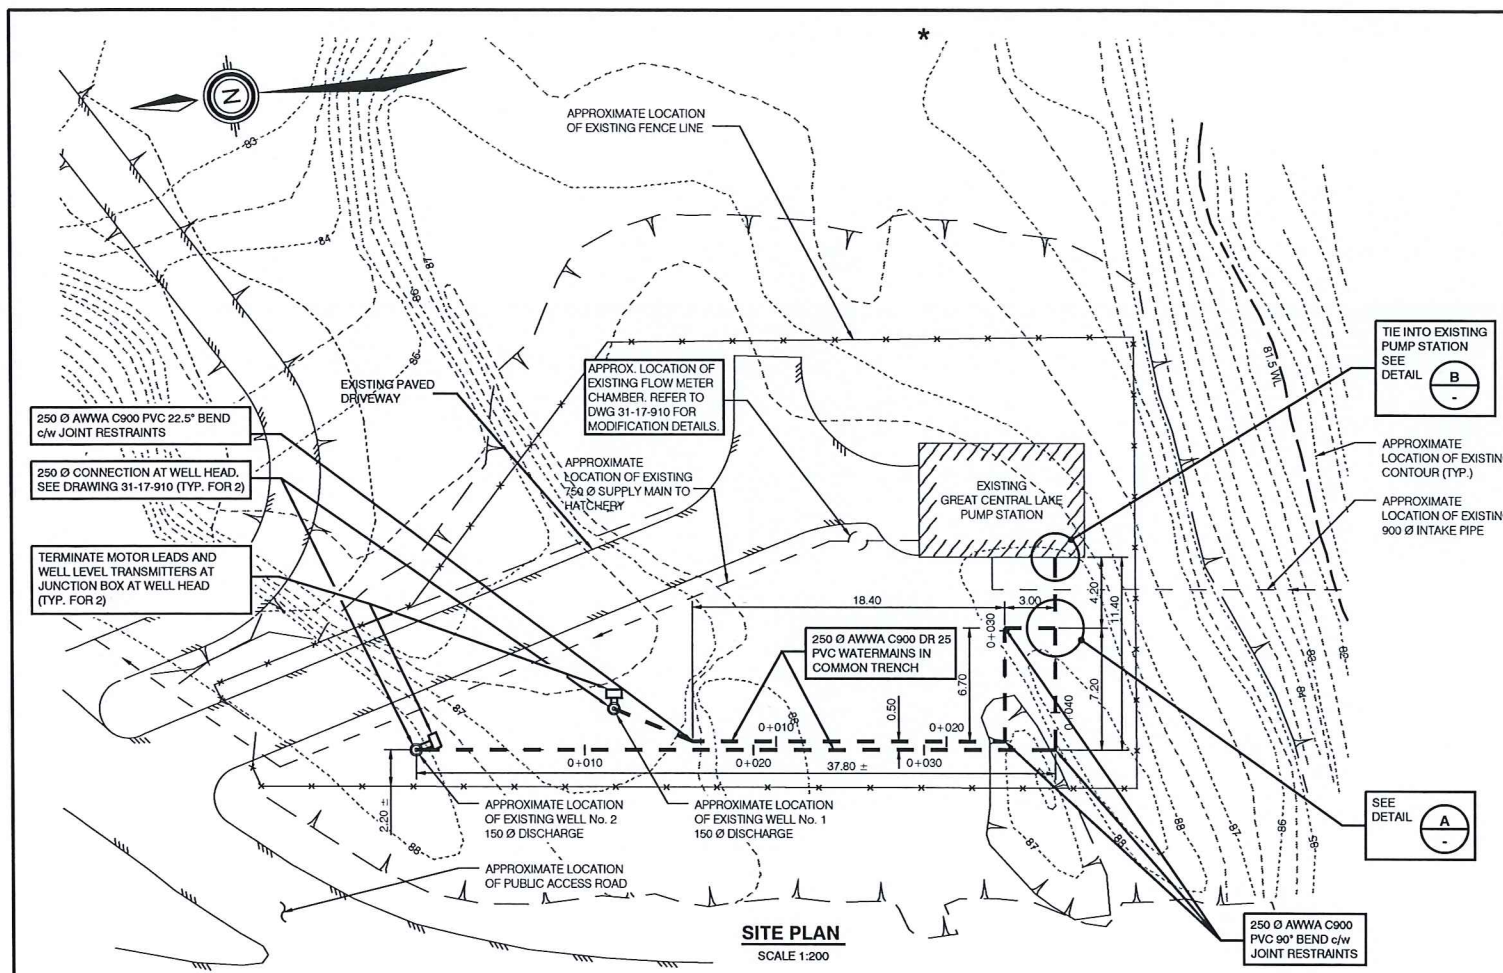 *
N
83
84
87
86
86
APPROXIMATE LOCATION
OF EXISTING FENCE LINE
EXISTING PAVED
DRIVEWAY
APPROX. LOCATION OF
EXISTING FLOW METER
CHAMBER. REFER TO
DWG 31-17-910 FOR
MODIFICATION DETAILS.
81.5 WL
TIE INTO EXISTING
PUMP STATION
SEE
DETAIL
B
-
250 Ø AWWA C900 PVC 22.5° BEND
c/w JOINT RESTRAINTS
250 Ø CONNECTION AT WELL HEAD.
SEE DRAWING 31-17-910 (TYP. FOR 2)
TERMINATE MOTOR LEADS AND
WELL LEVEL TRANSMITTERS AT
JUNCTION BOX AT WELL HEAD
(TYP. FOR 2)
APPROXIMATE
LOCATION OF EXISTING
750 Ø SUPPLY MAIN TO
HATCHERY
EXISTING
GREAT CENTRAL LAKE
PUMP STATION
APPROXIMATE
LOCATION OF EXISTIN
CONTOUR (TYP.)
APPROXIMATE
LOCATION OF EXISTIN
900 Ø INTAKE PIPE
18.40
3.00
4.20
11.40
0+030
250 Ø AWWA C900 DR 25
PVC WATERMAINS IN
COMMON TRENCH
6.70
0.50
7.20
0+040
82
83
84
87
88
0+010
0+020
0+010
0+020
0+030
37.80 ±
2.20 ±
APPROXIMATE LOCATION
OF EXISTING WELL No. 2
150 Ø DISCHARGE
APPROXIMATE LOCATION
OF EXISTING WELL No. 1
150 Ø DISCHARGE
88
88
87
86
85
87
88
SEE
DETAIL
A
-
APPROXIMATE LOCATION
OF PUBLIC ACCESS ROAD
250 Ø AWWA C900
PVC 90° BEND c/w
JOINT RESTRAINTS
SITE PLAN
SCALE 1:200